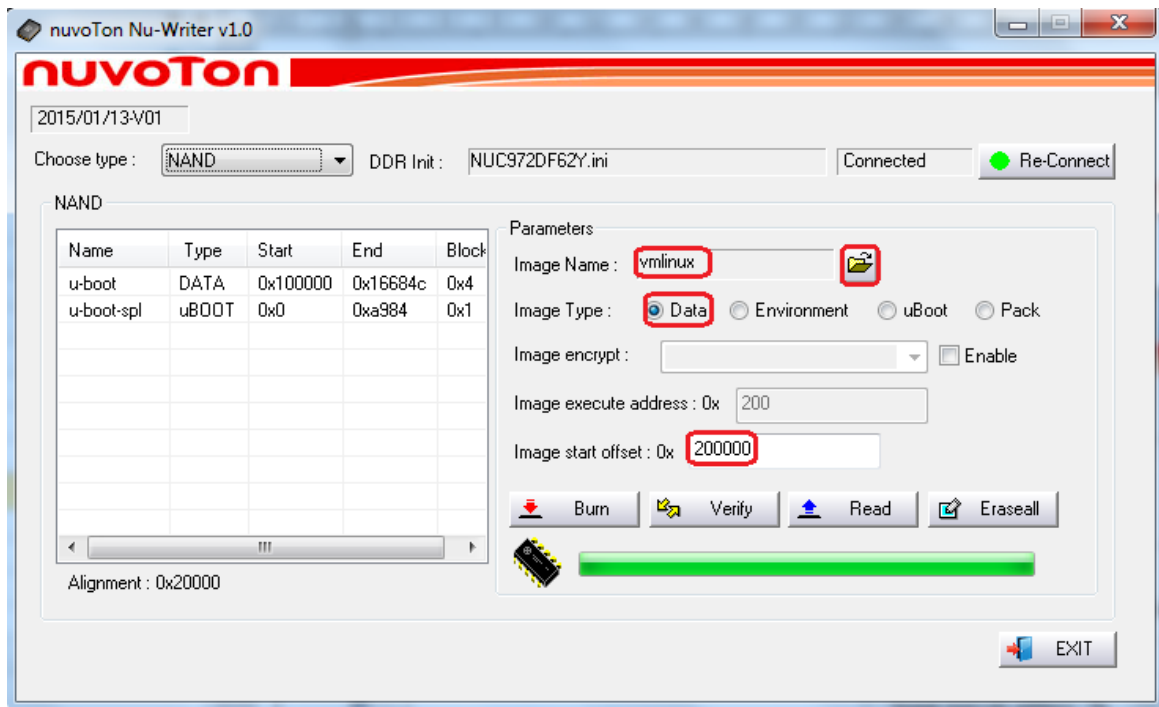 nuvoTon Nu-Writer v1.0
nuvoTon
2015/01/13-V01
Choose type : NAND DDR Init : NUC972DF62Y.ini Connected Re-Connect
NAND
Name Type Start End Block
u-boot DATA 0x100000 0x16684c 0x4
u-boot-spl uBOOT 0x0 0xa984 0x1
Alignment : 0x20000
Parameters
Image Name : vmlinux
Image Type : Data Environment uBoot Pack
Image encrypt : Enable
Image execute address : 0x 200
Image start offset : 0x 200000
Burn Verify Read Eraseall
EXIT